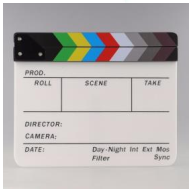 PROD.
ROLL SCENE TAKE
DIRECTOR:
CAMERA:
DATE: Day-Night Int Ext Mos
Filter Sync